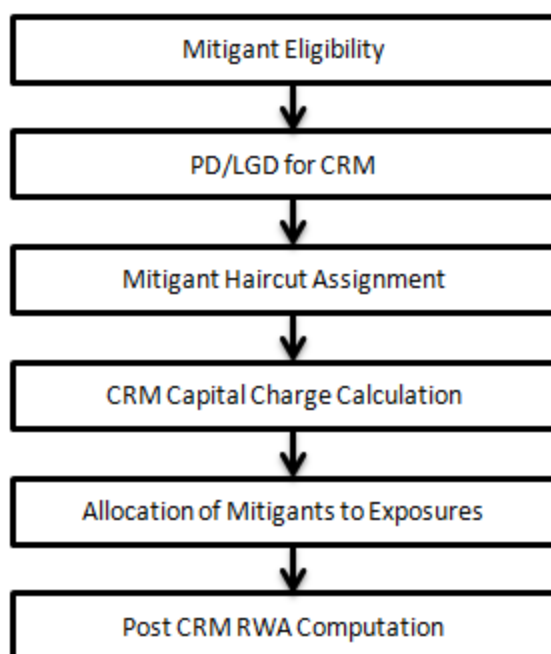 Mitigant Eligibility
PD/LGD for CRM
Mitigant Haircut Assignment
CRM Capital Charge Calculation
Allocation of Mitigants to Exposures
Post CRM RWA Computation